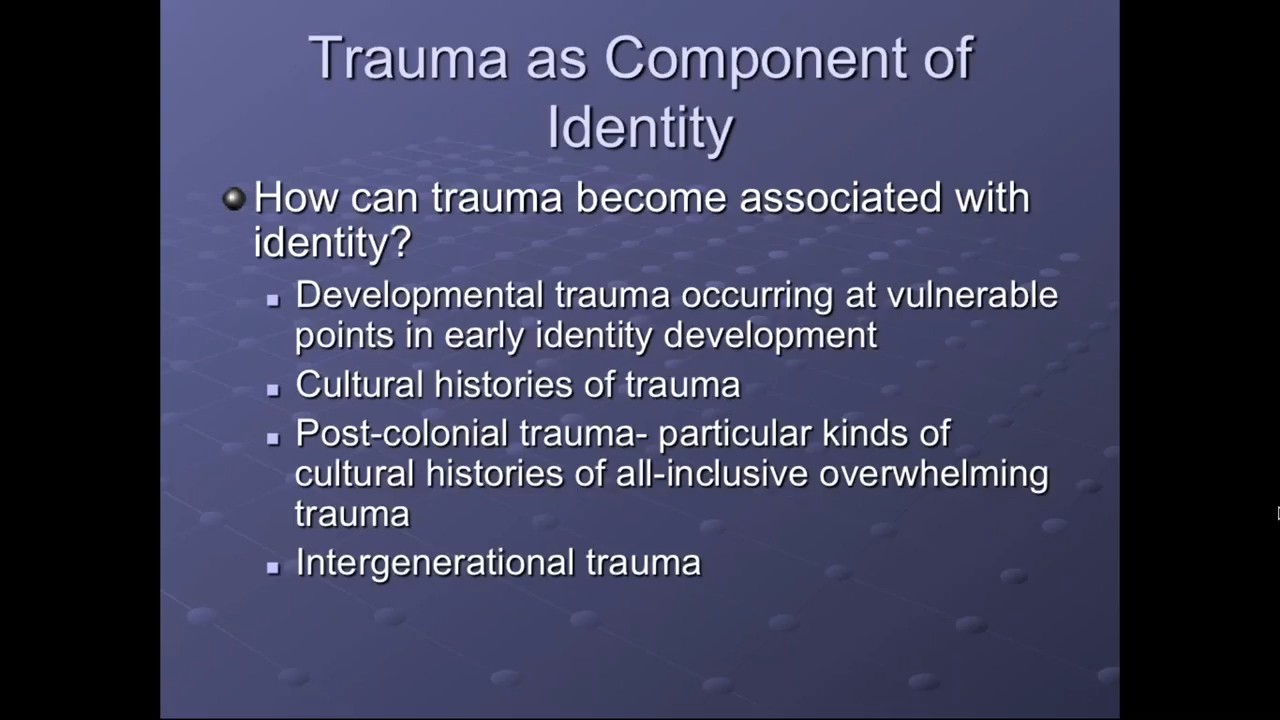 Trauma as Component of
Identity
How can trauma become associated with
identity?
Developmental trauma occurring at vulnerable
points in early identity development
Cultural histories of trauma
Post-colonial trauma- particular kinds of
cultural histories of all-inclusive overwhelming
trauma
Intergenerational trauma